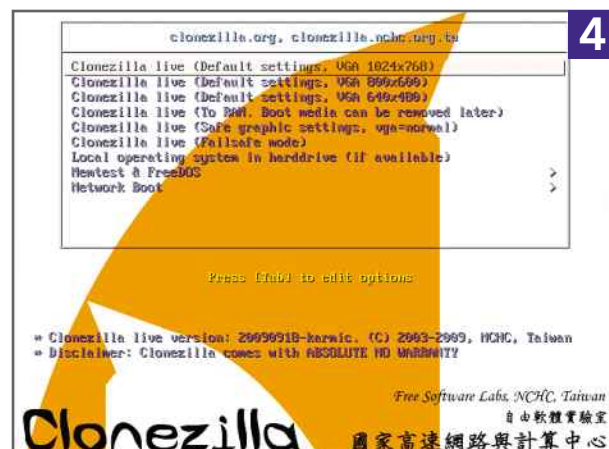 clonezilla.org, clonezilla.nchc.org.tw
4
Clonezilla live (Default settings, VGA 1024x768)
Clonezilla live (Default settings, VGA 800x600)
Clonezilla live (Default settings, VGA 640x480)
Clonezilla live (To RAM. Boot media can be removed later)
Clonezilla live (Safe graphic settings, vga=normal)
Clonezilla live (Failsafe mode)
Local operating system in harddrive (if available)
Memtest & FreeDOS >
Network Boot >
Press [Tab] to edit options
* Clonezilla live version: 20090918-karmic. (C) 2003-2009, NCHC, Taiwan
* Disclaimer: Clonezilla comes with ABSOLUTE NO WARRANTY
Free Software Labs, NCHC, Taiwan
自由軟體實驗室
Clonezilla
國家高速網路與計算中心